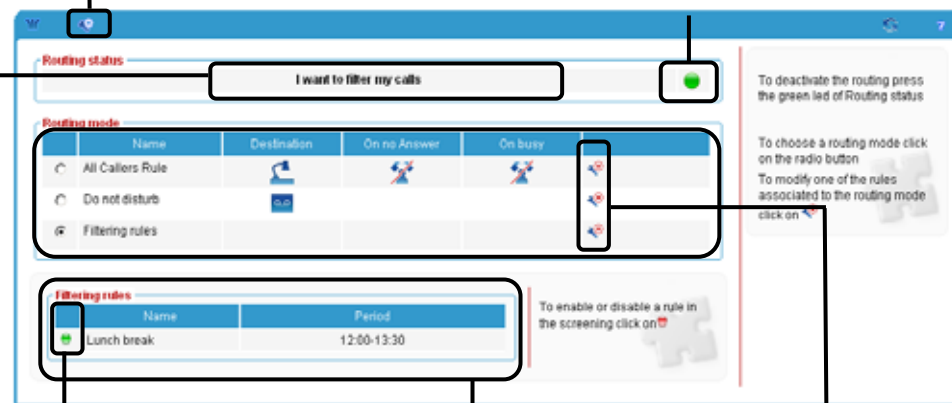 Routing status
I want to filter my calls
Routing mode
Name Destination On no Answer On busy
All Callers Rule
Do not disturb
Filtering rules
Filtering rules
Name Period
Lunch break 12:00-13:30
To enable or disable a rule in
the screening click on
To deactivate the routing press
the green led of Routing status
To choose a routing mode click
on the radio button
To modify one of the rules
associated to the routing mode
click on